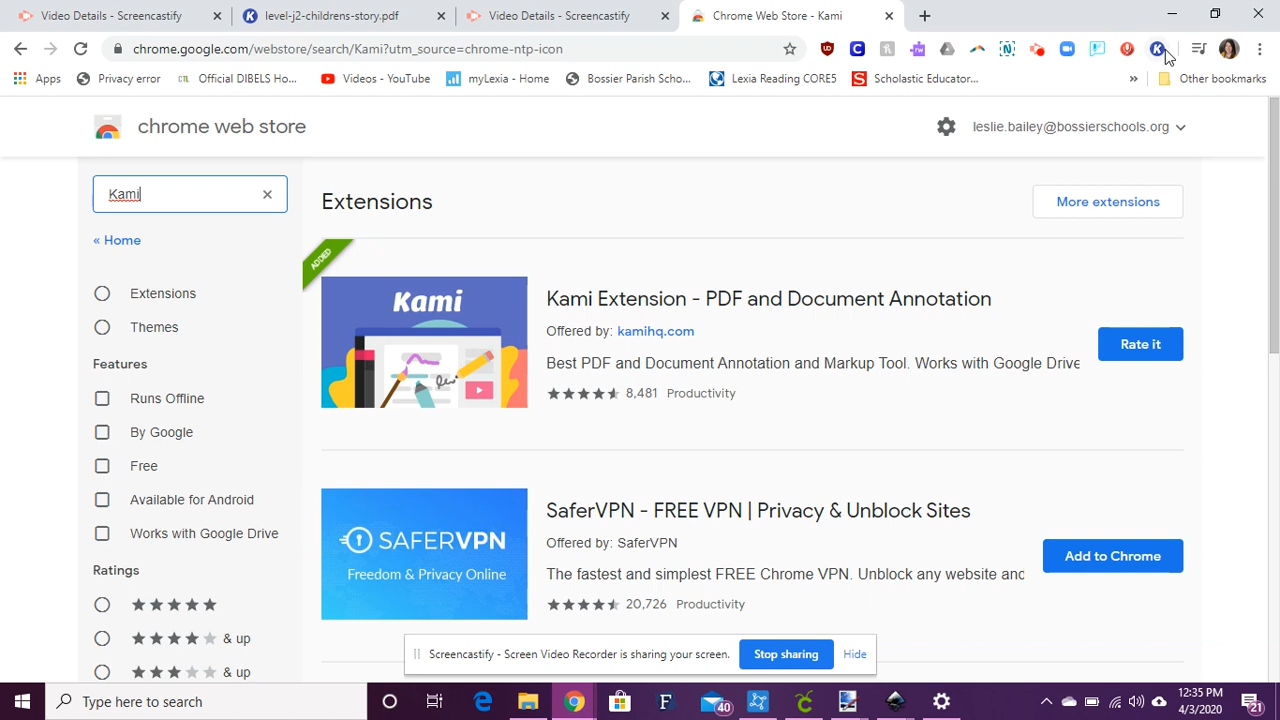 Video Details - Screencastify
level-j2-childrens-story.pdf
Video Details - Screencastify
Chrome Web Store - Kami
chrome.google.com/webstore/search/Kami?utm_source=chrome-ntp-icon
Apps
Privacy error
Official DIBELS Ho...
Videos - YouTube
myLexia - Home
Bossier Parish Scho...
Lexia Reading CORE5
Scholastic Educator...
»
Other bookmarks
chrome web store
leslie.bailey@bossierschools.org
Kami
« Home
Extensions
Themes
Features
Runs Offline
By Google
Free
Available for Android
Works with Google Drive
Ratings
& up
& up
Extensions
More extensions
ADDED
Kami
Kami Extension - PDF and Document Annotation
Offered by: kamihq.com
Best PDF and Document Annotation and Markup Tool. Works with Google Drive
8,481 Productivity
Rate it
SAFERVPN
Freedom & Privacy Online
SaferVPN - FREE VPN | Privacy & Unblock Sites
Offered by: SaferVPN
The fastest and simplest FREE Chrome VPN. Unblock any website and
20,726 Productivity
Add to Chrome
Screencastify - Screen Video Recorder is sharing your screen.
Stop sharing
Hide
Type here to search
40
12:35 PM
4/3/2020
21